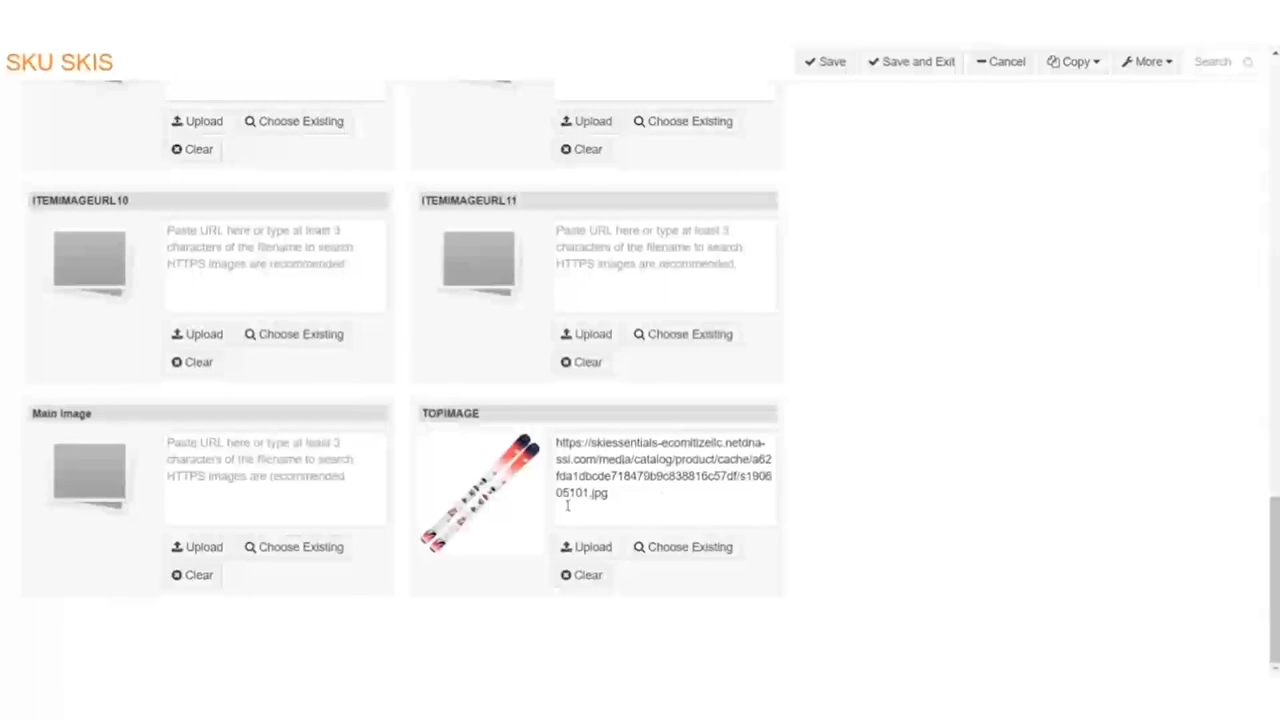 SKU SKIS
Save
Save and Exit
Cancel
Copy
More
Search
Upload
Choose Existing
Clear
Upload
Choose Existing
Clear
ITEMIMAGEURL10
Paste URL here or type at least 3
characters of the filename to search
HTTPS images are recommended
Upload
Choose Existing
Clear
ITEMIMAGEURL11
Paste URL here or type at least 3
characters of the filename to search
HTTPS images are recommended.
Upload
Choose Existing
Clear
Main Image
Paste URL here or type at least 3
characters of the filename to search
HTTPS images are recommended
Upload
Choose Existing
Clear
TOPIMAGE
https://skiessentials-ecomitizellc.netdna-
ssl.com/media/catalog/product/cache/a62
fda1dbcde718479b9c838816c57df/s1906
05101.jpg
Upload
Choose Existing
Clear